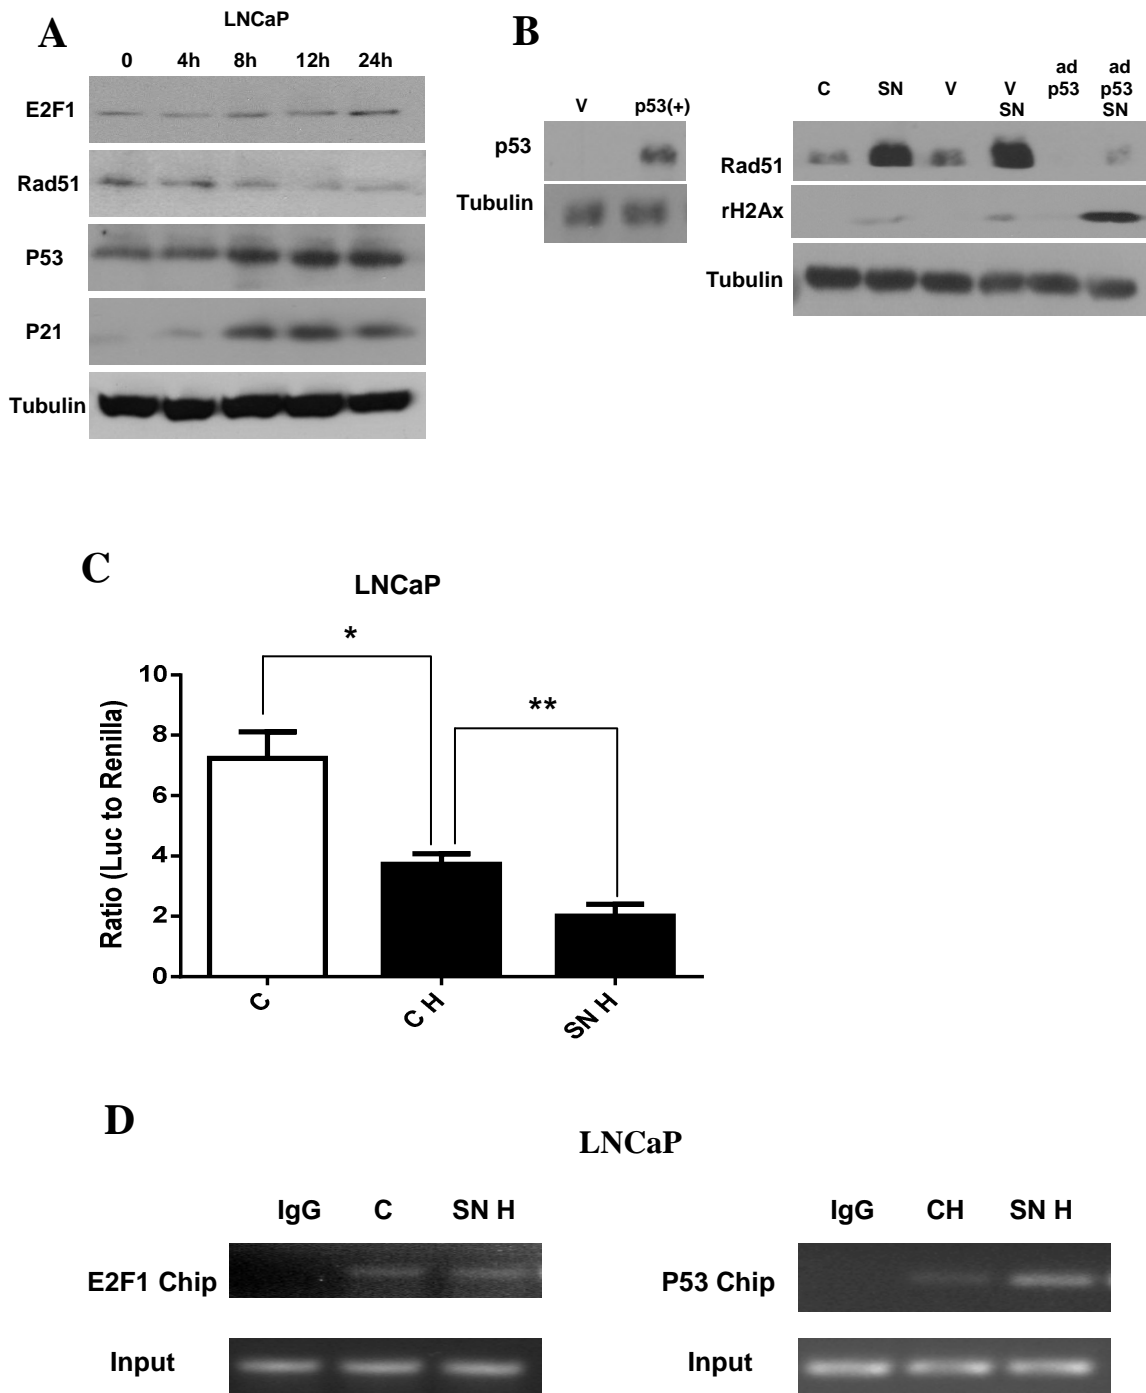 A
LNCaP
0 4h 8h 12h 24h
E2F1
Rad51
P53
P21
Tubulin
B
V p53(+)
p53
Tubulin
C SN V V SN ad p53 ad p53 SN
Rad51
rH2Ax
Tubulin
C
LNCaP
*
**
Ratio (Luc to Renilla)
10
8
6
4
2
0
C
C H
SN H
D
LNCaP
IgG C SN H
E2F1 Chip
Input
IgG CH SN H
P53 Chip
Input